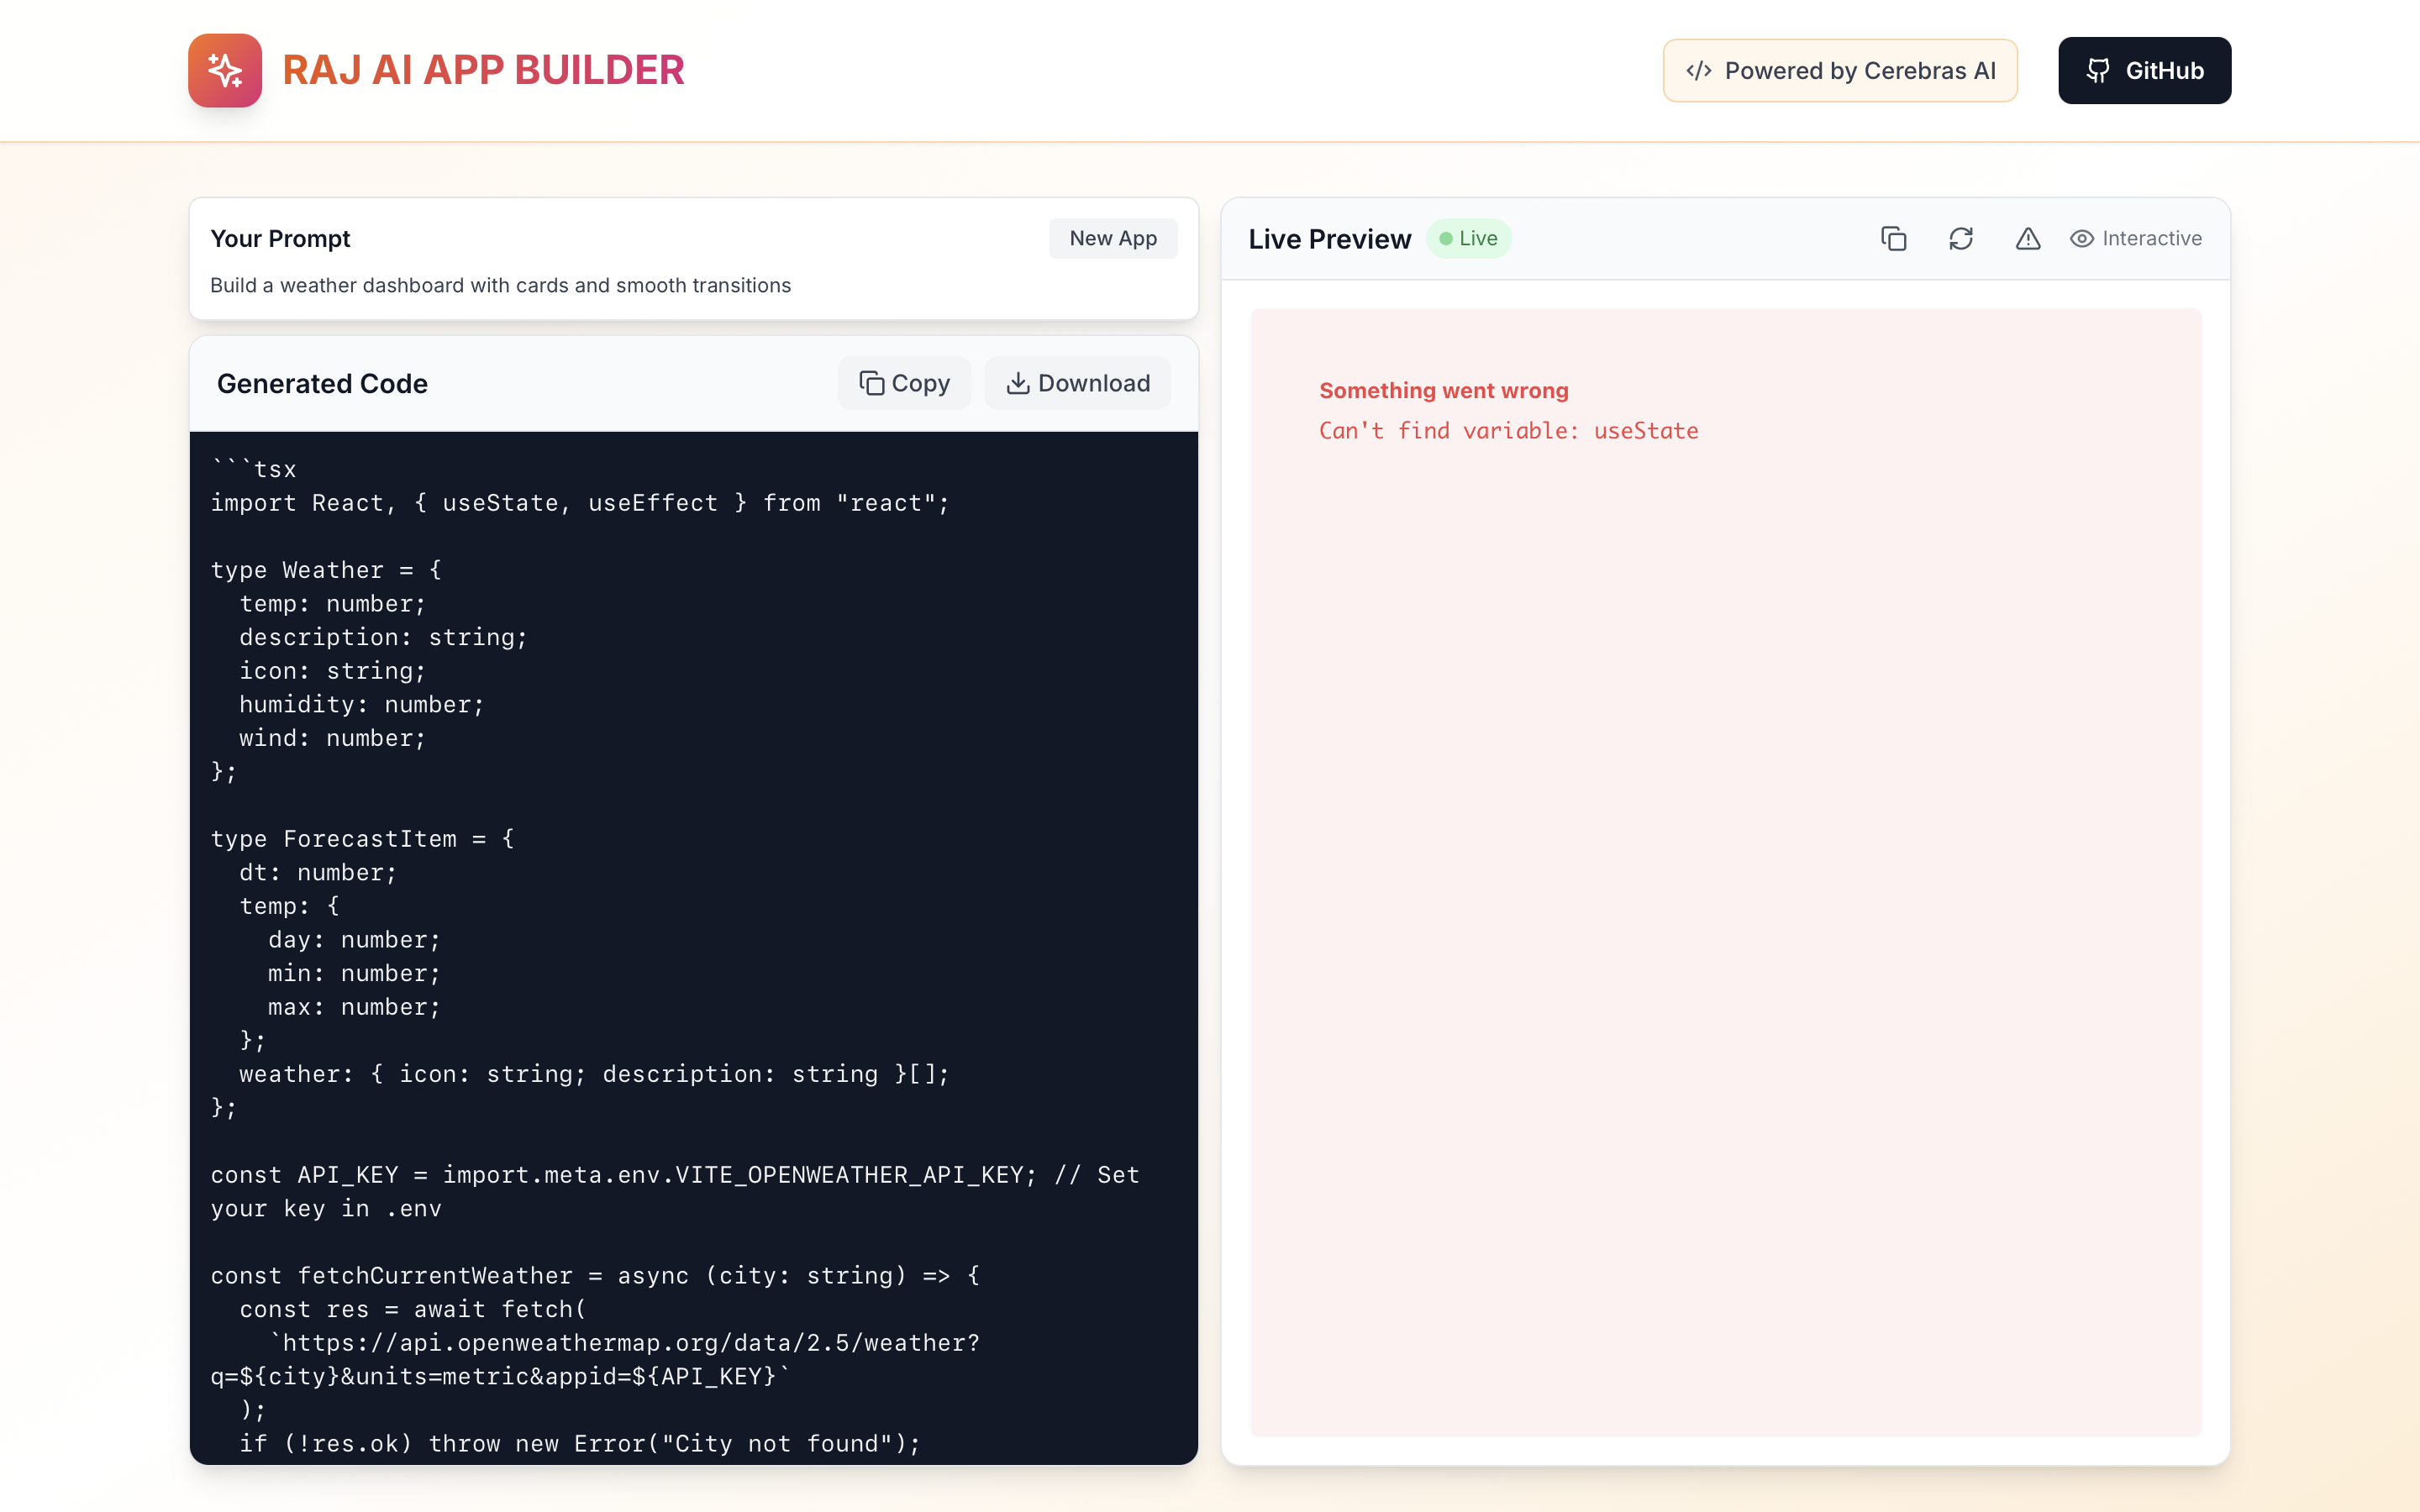 RAJ AI APP BUILDER
</> Powered by Cerebras AI
GitHub
Your Prompt
New App
Build a weather dashboard with cards and smooth transitions
Generated Code
Copy
Download
```tsx
import React, { useState, useEffect } from "react";

type Weather = {
  temp: number;
  description: string;
  icon: string;
  humidity: number;
  wind: number;
};

type ForecastItem = {
  dt: number;
  temp: {
    day: number;
    min: number;
    max: number;
  };
  weather: { icon: string; description: string }[];
};

const API_KEY = import.meta.env.VITE_OPENWEATHER_API_KEY; // Set
your key in .env

const fetchCurrentWeather = async (city: string) => {
  const res = await fetch(
    `https://api.openweathermap.org/data/2.5/weather?
q=${city}&units=metric&appid=${API_KEY}`
  );
  if (!res.ok) throw new Error("City not found");
Live Preview
Live
Interactive
Something went wrong
Can't find variable: useState